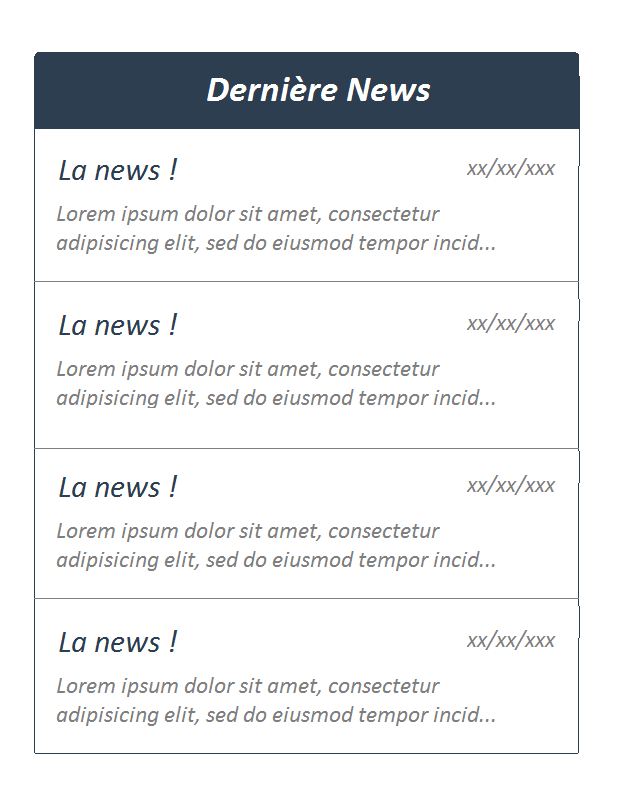 Dernière News
La news !
xx/xx/xxx
Lorem ipsum dolor sit amet, consectetur
adipisicing elit, sed do eiusmod tempor incid...
La news !
xx/xx/xxx
Lorem ipsum dolor sit amet, consectetur
adipisicing elit, sed do eiusmod tempor incid...
La news !
xx/xx/xxx
Lorem ipsum dolor sit amet, consectetur
adipisicing elit, sed do eiusmod tempor incid...
La news !
xx/xx/xxx
Lorem ipsum dolor sit amet, consectetur
adipisicing elit, sed do eiusmod tempor incid...